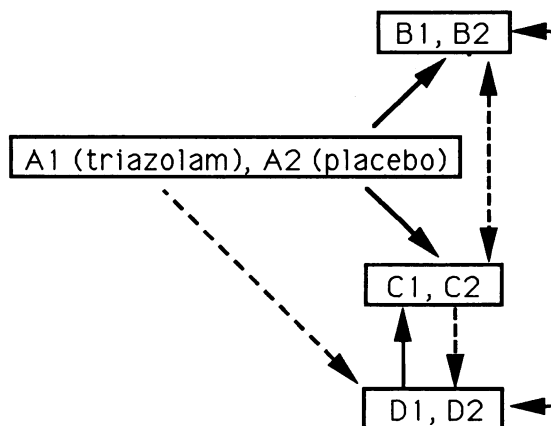 B1, B2
A1 (triazolam), A2 (placebo)
C1, C2
D1, D2